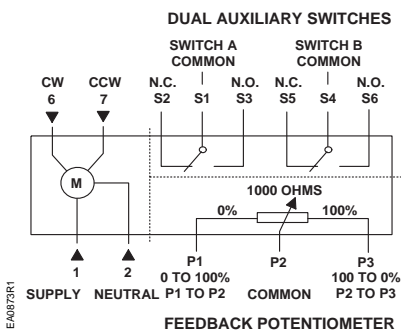 DUAL AUXILIARY SWITCHES
SWITCH A SWITCH B
COMMON COMMON
CW CCW N.C. N.O. N.C. N.O.
6 7 S2 S1 S3 S5 S4 S6
M
1000 OHMS
0% 100%
1 2 P1 P2 P3
0 TO 100% 100 TO 0%
SUPPLY NEUTRAL P1 TO P2 COMMON P2 TO P3
FEEDBACK POTENTIOMETER
EA0873R1